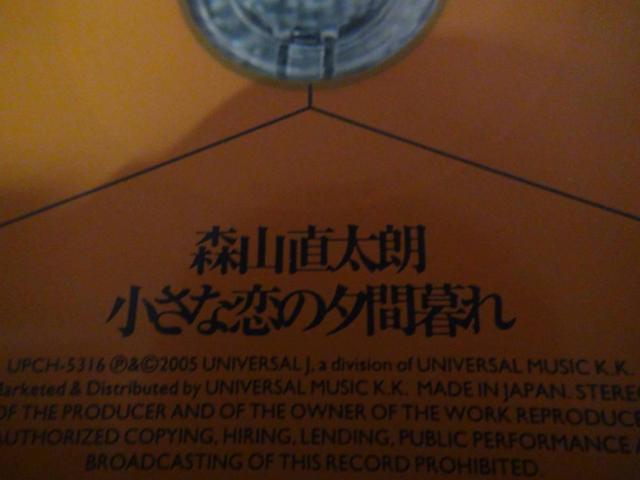 森山直太朗
小さな恋の夕間暮れ
UPCH-5316 Ⓟ&©2005 UNIVERSAL J, a division of UNIVERSAL MUSIC K.K.
Marketed & Distributed by UNIVERSAL MUSIC K.K. MADE IN JAPAN. STEREO
OF THE PRODUCER AND OF THE OWNER OF THE WORK REPRODUCE
AUTHORIZED COPYING, HIRING, LENDING, PUBLIC PERFORMANCE A
BROADCASTING OF THIS RECORD PROHIBITED.